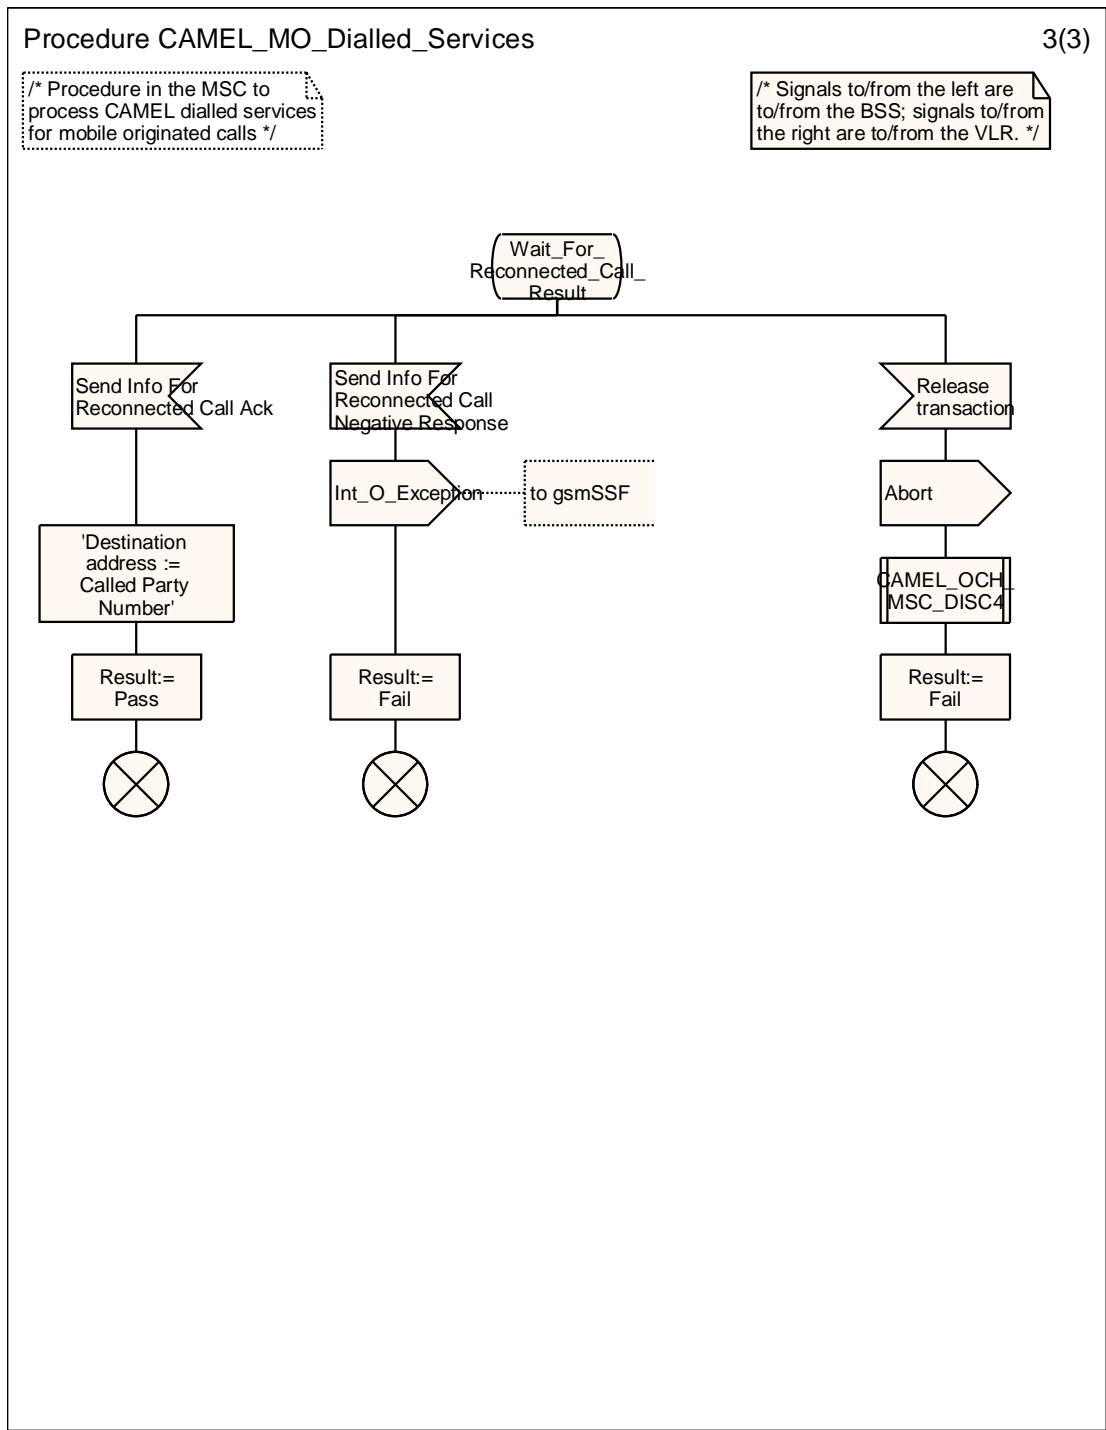 Procedure CAMEL_MO_Dialled_Services
3(3)
/* Procedure in the MSC to
process CAMEL dialled services
for mobile originated calls */
/* Signals to/from the left are
to/from the BSS; signals to/from
the right are to/from the VLR. */
Wait_For_
Reconnected_Call_
Result
Send Info For
Reconnected Call Ack
Send Info For
Reconnected Call
Negative Response
Release
transaction
Int_O_Exception
to gsmSSF
Abort
'Destination
address :=
Called Party
Number'
CAMEL_OCH_
MSC_DISC4
Result:=
Pass
Result:=
Fail
Result:=
Fail